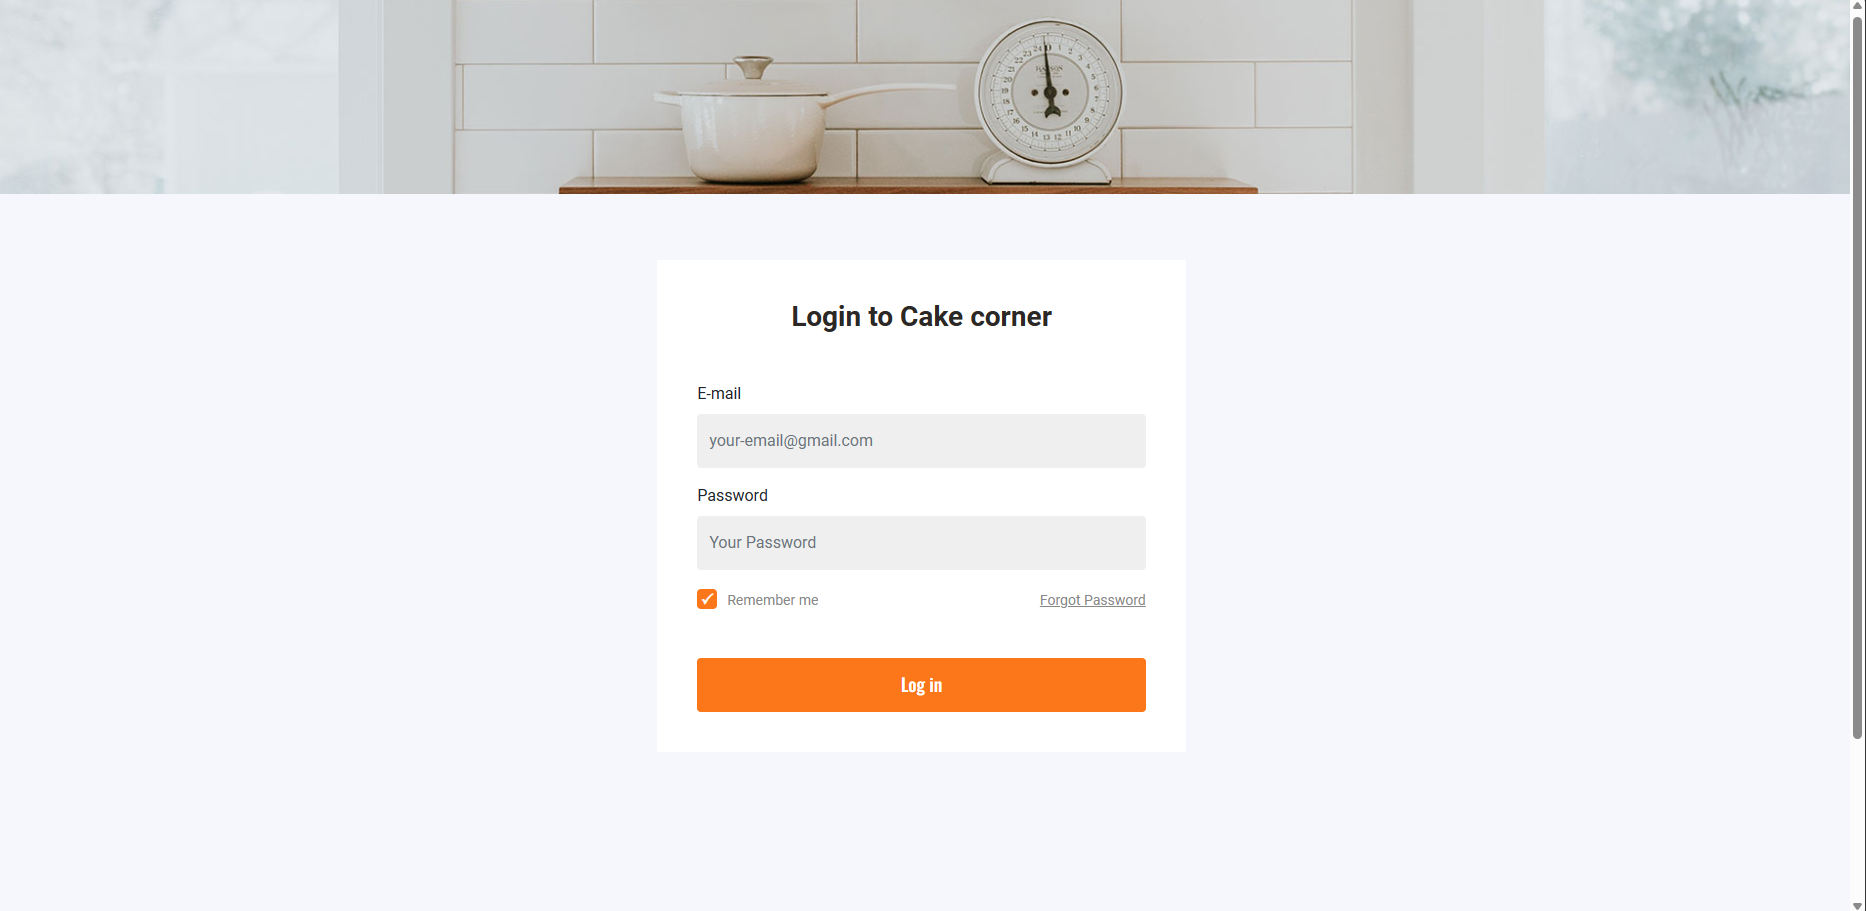 Login to Cake corner
E-mail
your-email@gmail.com
Password
Your Password
Remember me
Forgot Password
Log in